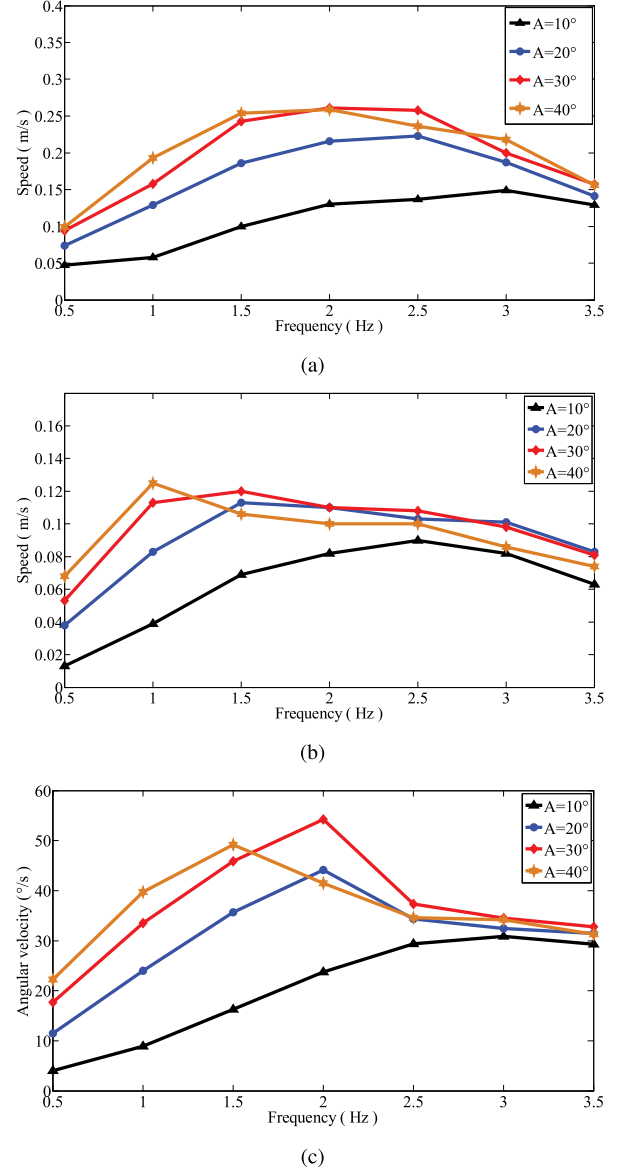 0.4
0.35
0.3
0.25
0.2
0.15
0.1
0.05
0
Speed ( m/s )
A=10°
A=20°
A=30°
A=40°
0.5 1 1.5 2 2.5 3 3.5
Frequency ( Hz )
(a)
0.16
0.14
0.12
0.1
0.08
0.06
0.04
0.02
0
Speed ( m/s )
A=10°
A=20°
A=30°
A=40°
0.5 1 1.5 2 2.5 3 3.5
Frequency ( Hz )
(b)
60
50
40
30
20
10
0
Angular velocity (°/s
A=10°
A=20°
A=30°
A=40°
0.5 1 1.5 2 2.5 3 3.5
Frequency ( Hz )
(c)